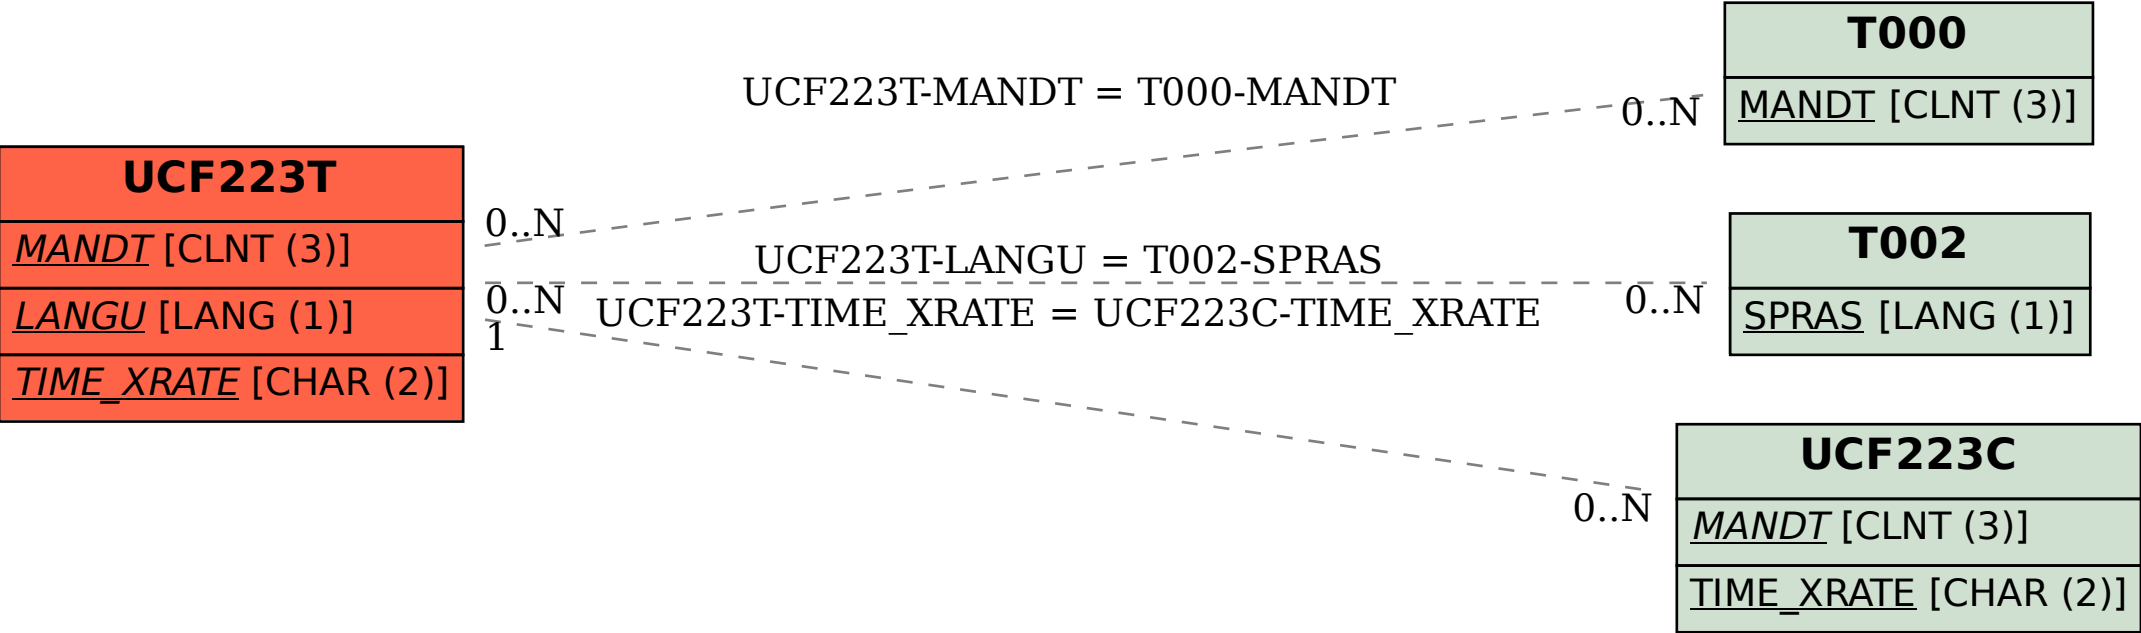 T000
MANDT [CLNT (3)]
UCF223T-MANDT = T000-MANDT
0..N
UCF223T
MANDT [CLNT (3)]
LANGU [LANG (1)]
TIME_XRATE [CHAR (2)]
0..N
UCF223T-LANGU = T002-SPRAS
0..N
0..N
UCF223T-TIME_XRATE = UCF223C-TIME_XRATE
1
T002
SPRAS [LANG (1)]
0..N
UCF223C
MANDT [CLNT (3)]
TIME_XRATE [CHAR (2)]